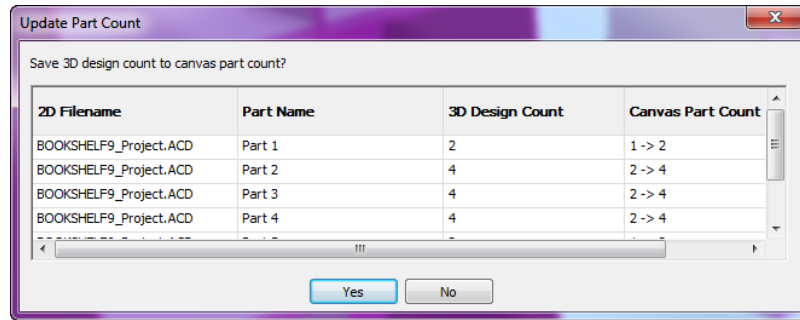 Update Part Count
Save 3D design count to canvas part count?
2D Filename Part Name 3D Design Count Canvas Part Count
BOOKSHELF9_Project.ACD Part 1 2 1 -> 2
BOOKSHELF9_Project.ACD Part 2 4 2 -> 4
BOOKSHELF9_Project.ACD Part 3 4 2 -> 4
BOOKSHELF9_Project.ACD Part 4 4 2 -> 4
Yes No